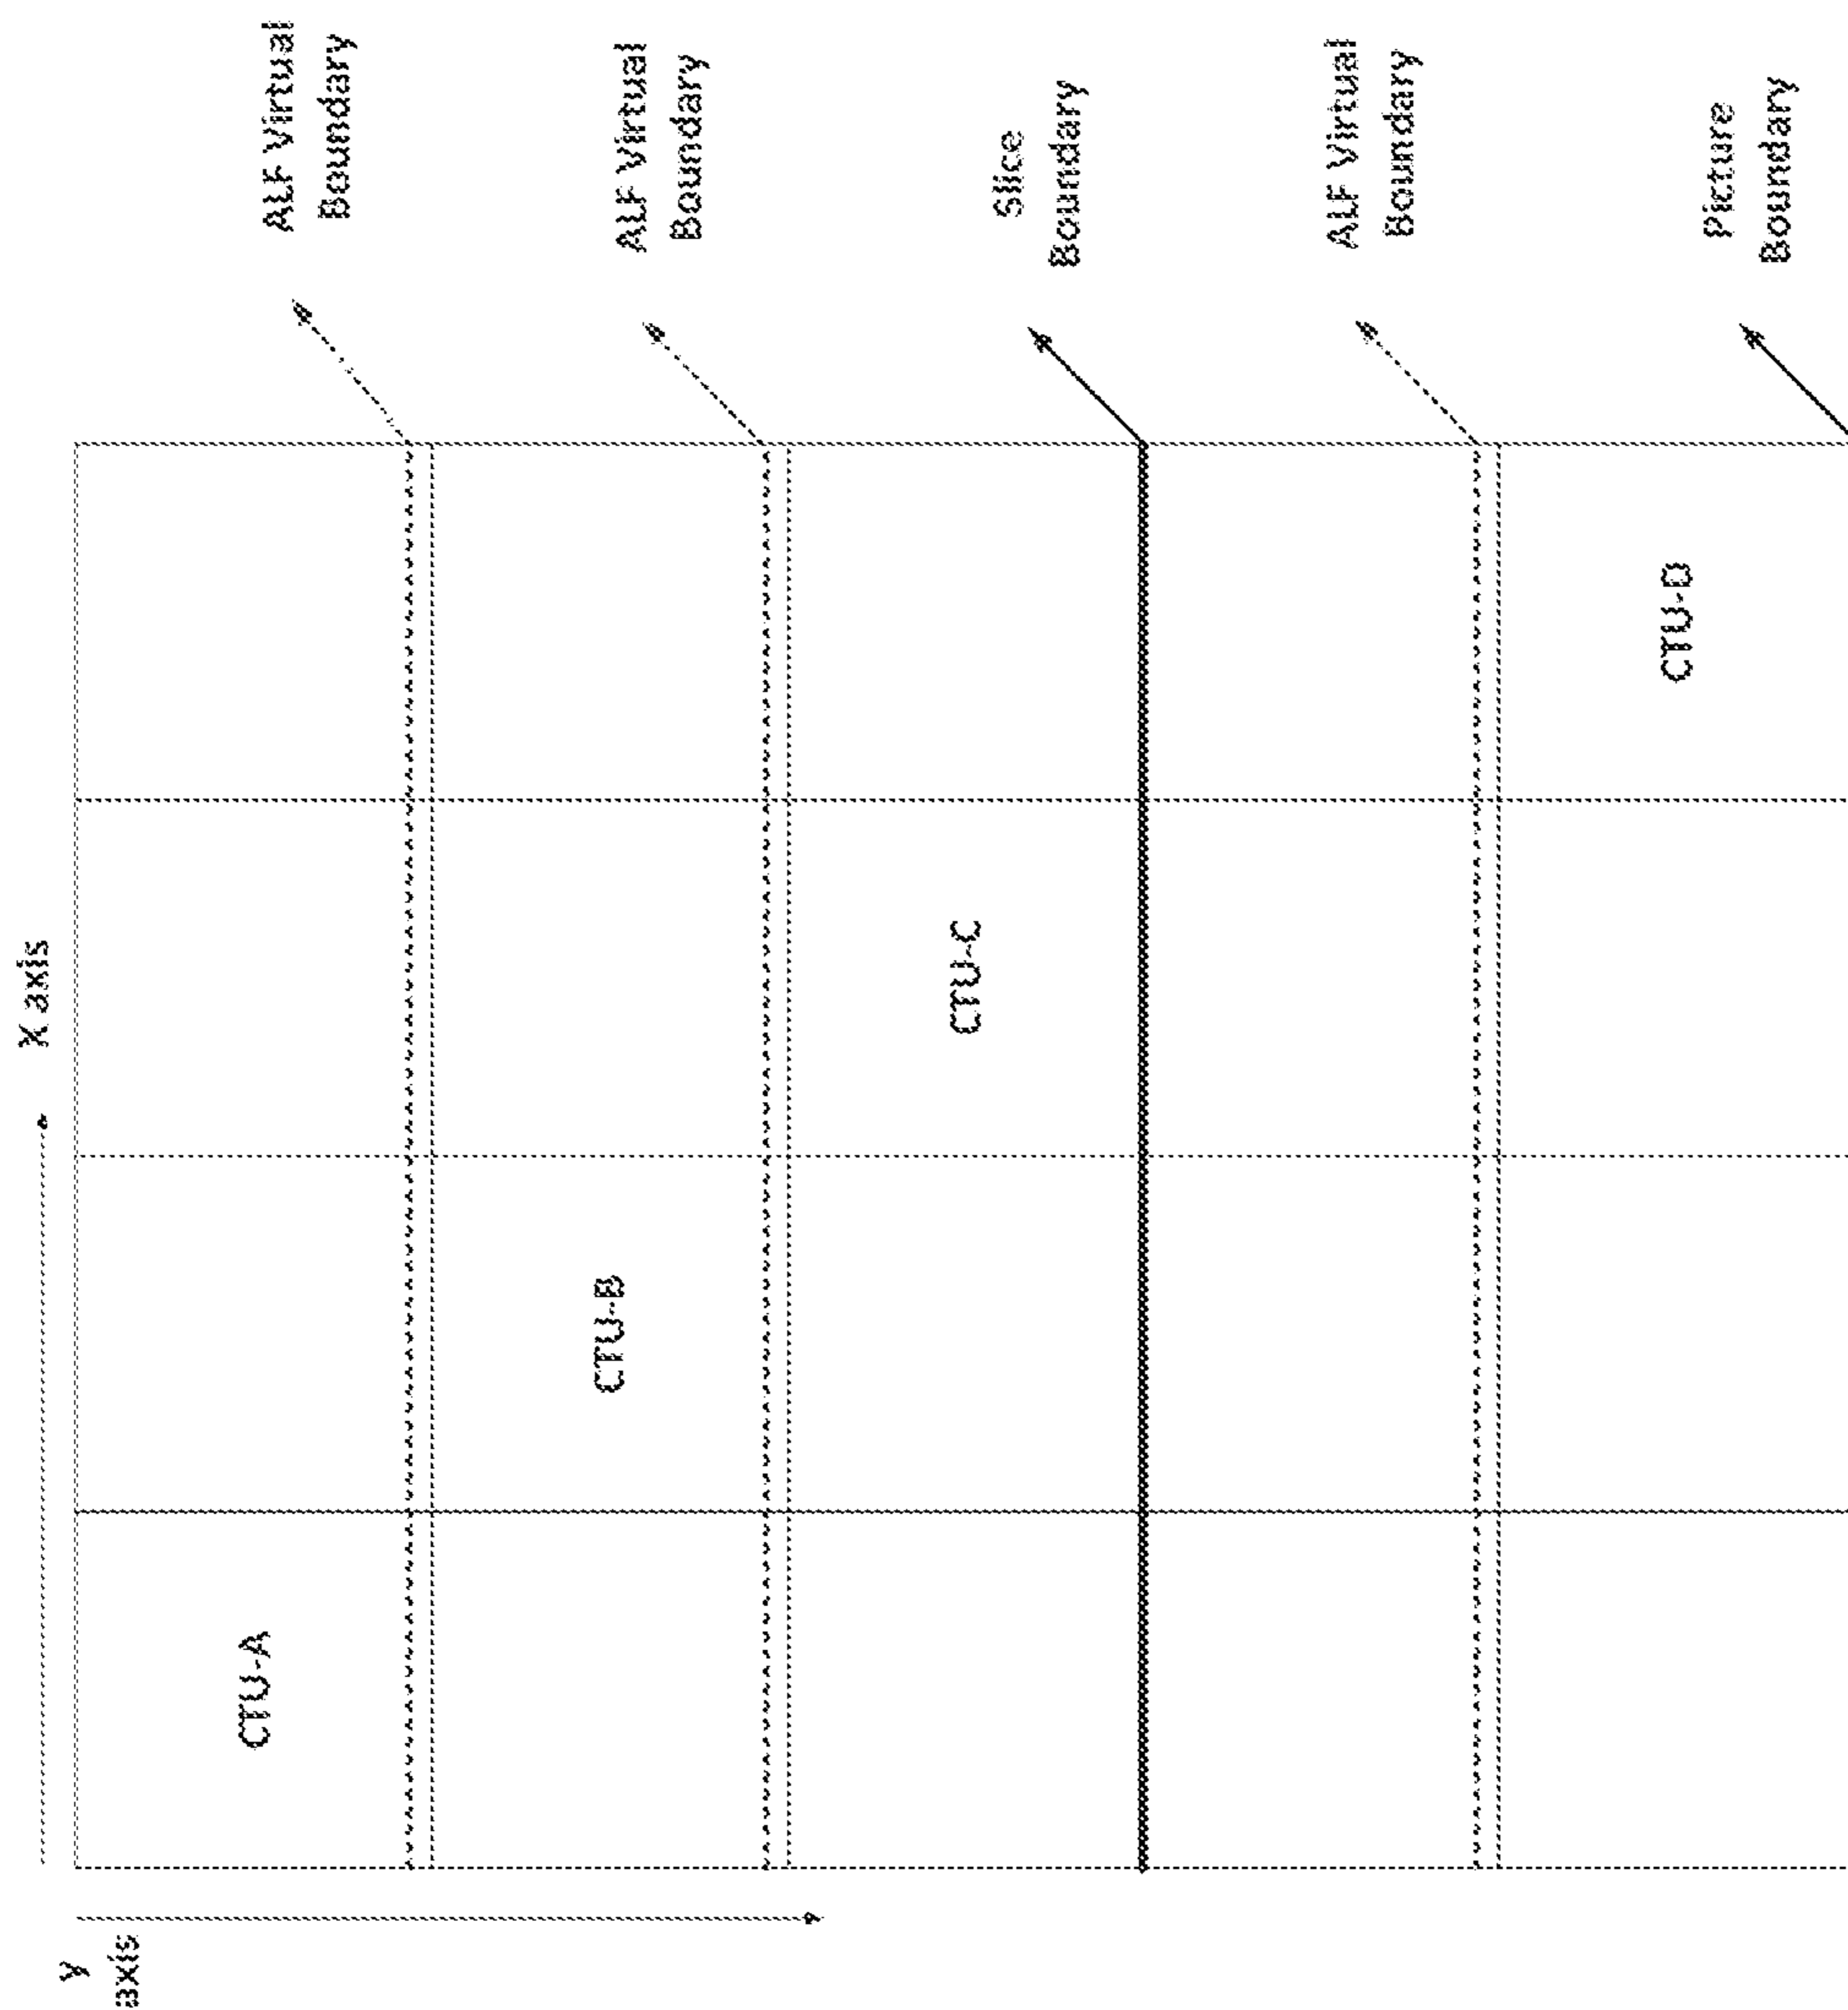 X axis
y
axis
CTU-A
ALF Virtual
Boundary
CTU-B
ALF Virtual
Boundary
CTU-C
Slice
Boundary
ALF Virtual
Boundary
CTU-D
Picture
Boundary